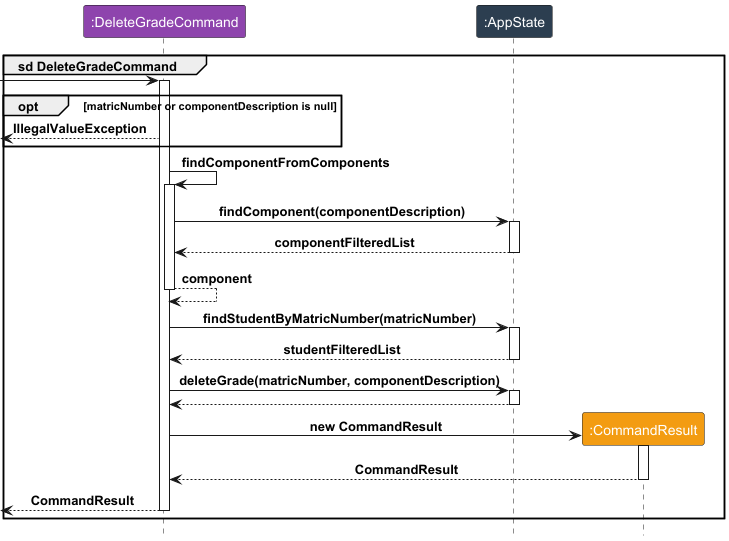 :DeleteGradeCommand
:AppState
sd DeleteGradeCommand
opt
[matricNumber or componentDescription is null]
IllegalValueException
findComponentFromComponents
findComponent(componentDescription)
componentFilteredList
component
findStudentByMatricNumber(matricNumber)
studentFilteredList
deleteGrade(matricNumber, componentDescription)
new CommandResult
:CommandResult
CommandResult
CommandResult